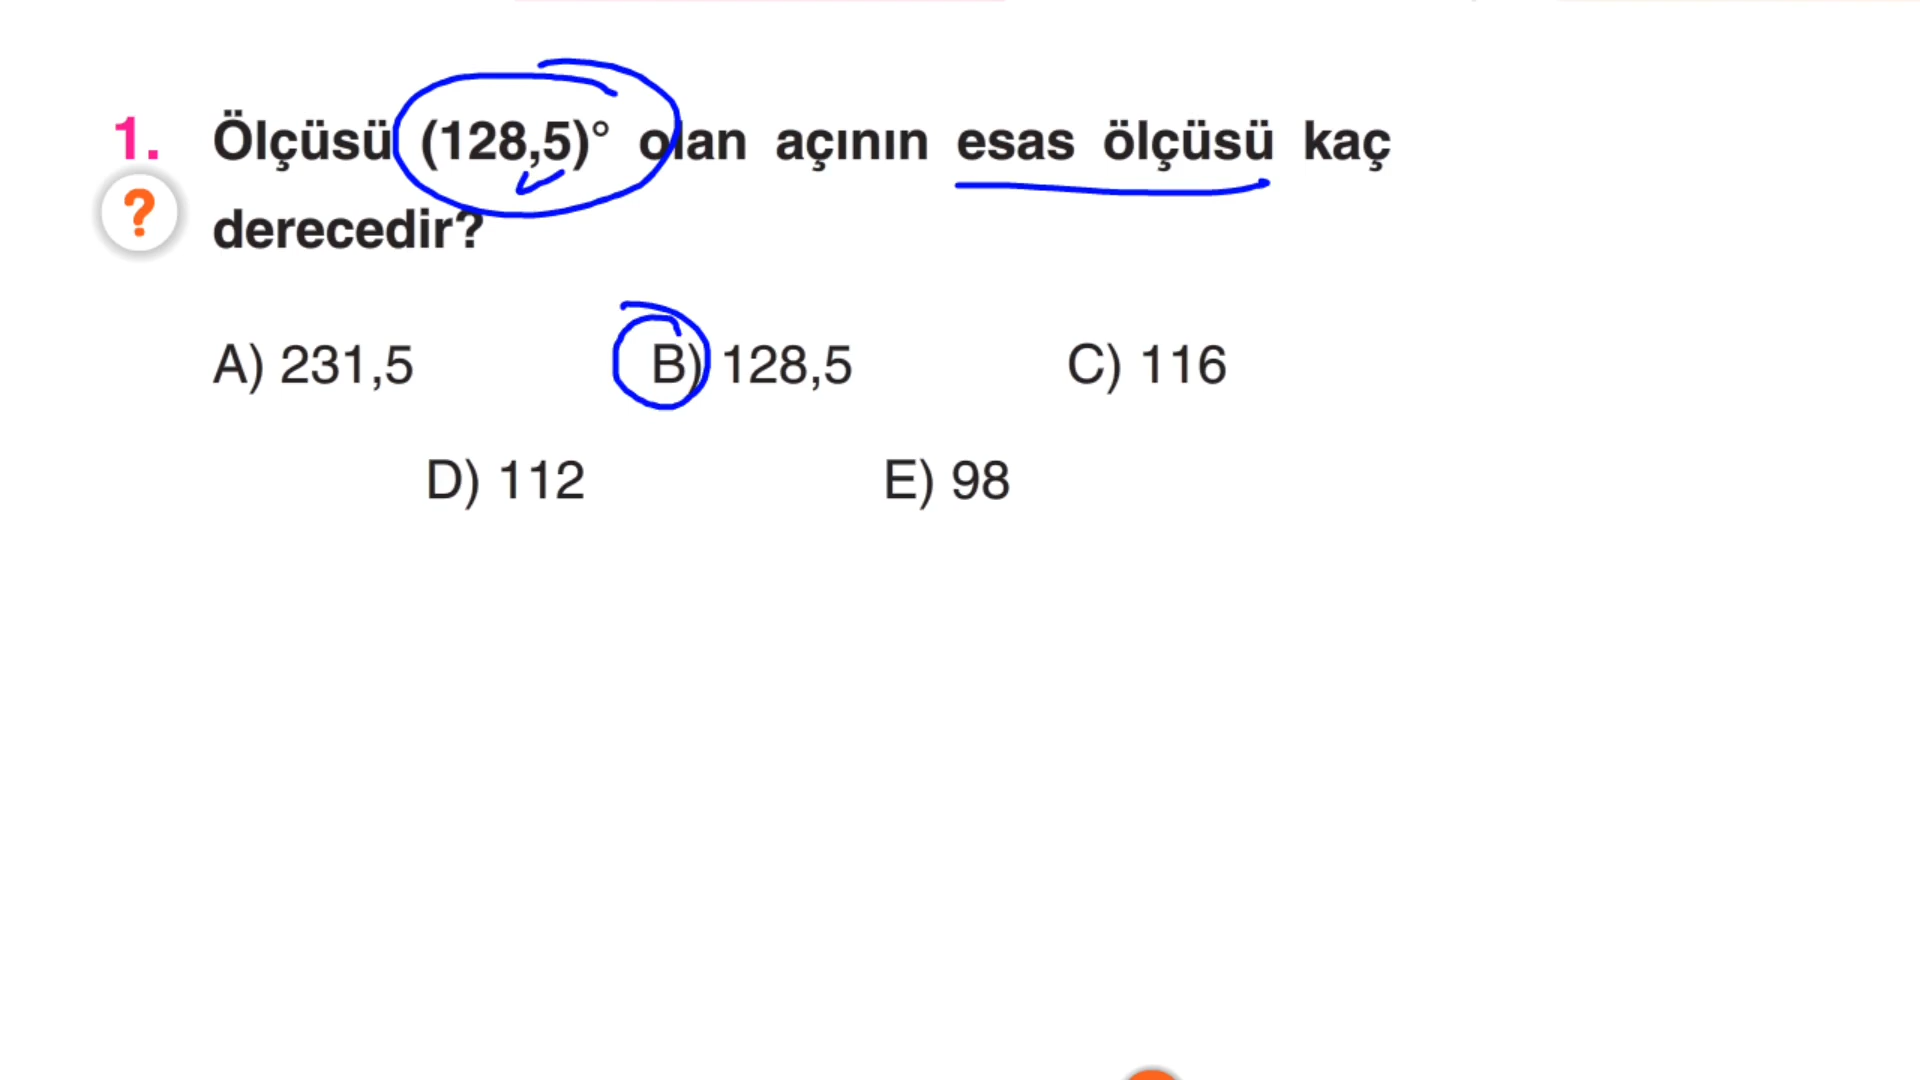 1. Ölçüsü (128,5)° olan açının esas ölçüsü kaç
? derecedir?
A) 231,5 B) 128,5 C) 116
D) 112 E) 98